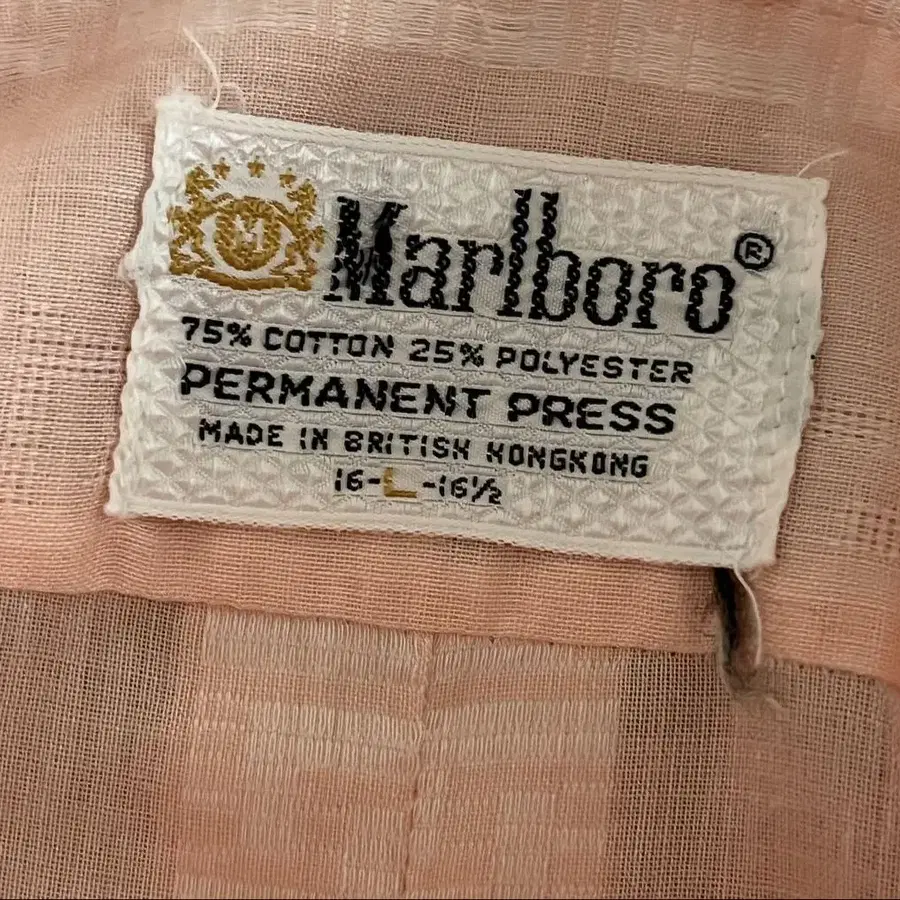 M
Marlboro®
75% COTTON 25% POLYESTER
PERMANENT PRESS
MADE IN BRITISH HONGKONG
16-L-16½